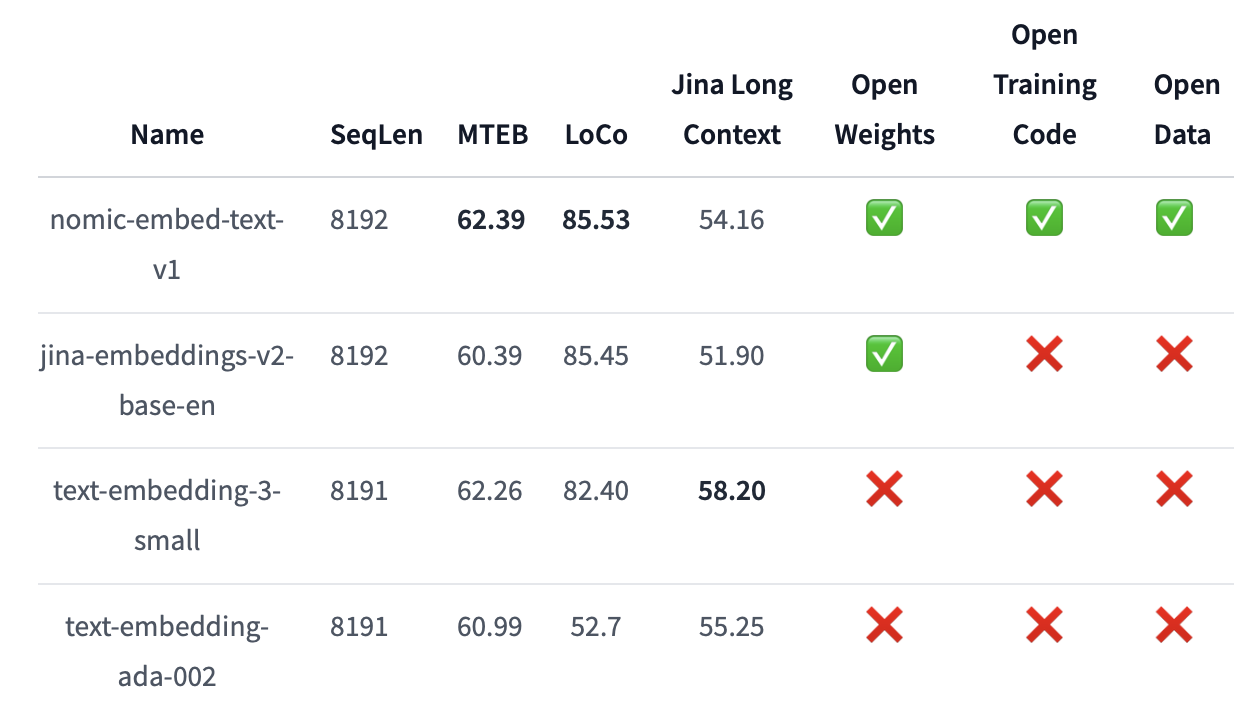 Name SeqLen MTEB LoCo Jina Long Context Open Weights Open Training Code Open Data
nomic-embed-text-v1 8192 62.39 85.53 54.16 ✅ ✅ ✅
jina-embeddings-v2-base-en 8192 60.39 85.45 51.90 ✅ ❌ ❌
text-embedding-3-small 8191 62.26 82.40 58.20 ❌ ❌ ❌
text-embedding-ada-002 8191 60.99 52.7 55.25 ❌ ❌ ❌